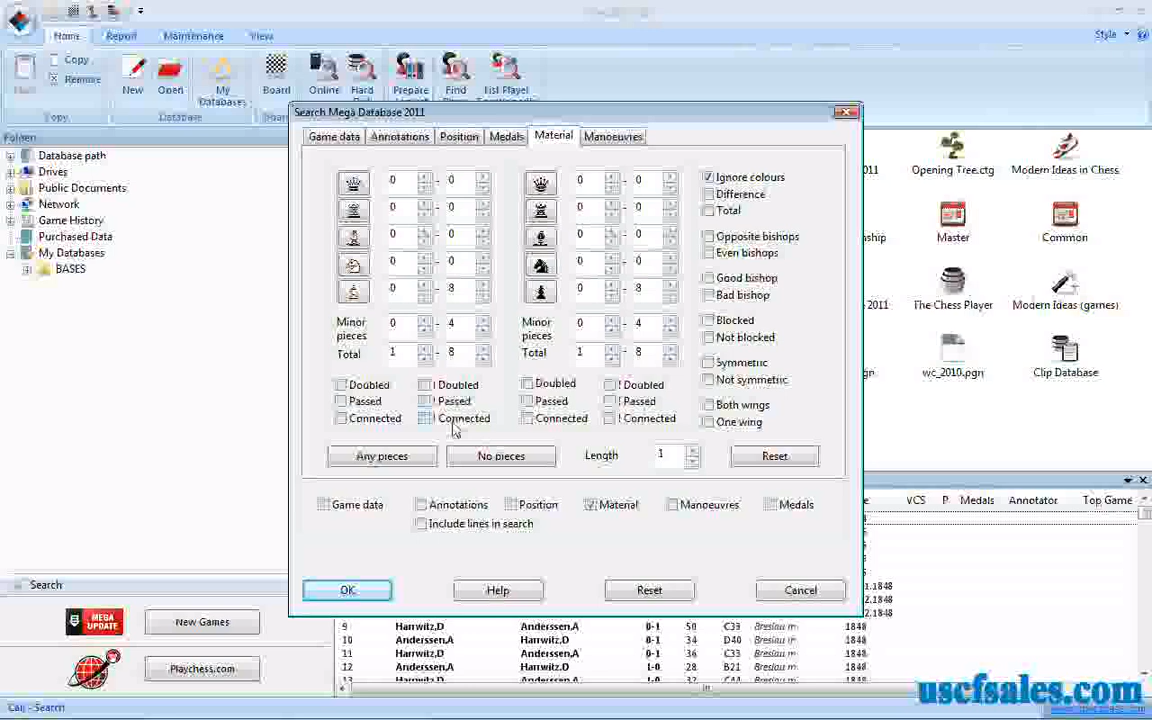 Home Report Maintenance View
Style
Copy
Remove
New Open My Databases Board Online Hard Prepare Find List Player
Copy Database
Search Mega Database 2011
Game data Annotations Position Medals Material Manoeuvres
Database path
Drives
Public Documents
Network
Game History
Purchased Data
My Databases
BASES
0 - 0 0 - 0
0 - 0 0 - 0
0 - 0 0 - 0
0 - 0 0 - 0
0 - 8 0 - 8
Minor pieces 0 - 4 Minor pieces 0 - 4
Total 1 - 8 Total 1 - 8
Ignore colours
Difference
Total
Opposite bishops
Even bishops
Good bishop
Bad bishop
Blocked
Not blocked
Symmetric
Not symmetric
Both wings
One wing
Doubled ! Doubled Doubled ! Doubled
Passed ! Passed Passed ! Passed
Connected ! Connected Connected ! Connected
Any pieces No pieces Length 1 Reset
Game data Annotations Position Material Manoeuvres Medals
Include lines in search
OK Help Reset Cancel
2011 Opening Tree.ctg Modern Ideas in Chess
Master Common
2011 The Chess Player Modern Ideas (games)
wc_2010.pgn Clip Database
VCS P Medals Annotator Top Game
Search
MEGA UPDATE New Games
Playchess.com
9 Harrwitz,D Anderssen,A 0-1 50 C33 Breslau m 1848
10 Anderssen,A Harrwitz,D 0-1 34 D40 Breslau m 1848
11 Harrwitz,D Anderssen,A 0-1 36 C33 Breslau m 1848
12 Anderssen,A Harrwitz,D 1-0 28 B21 Breslau m 1848
uscfsales.com